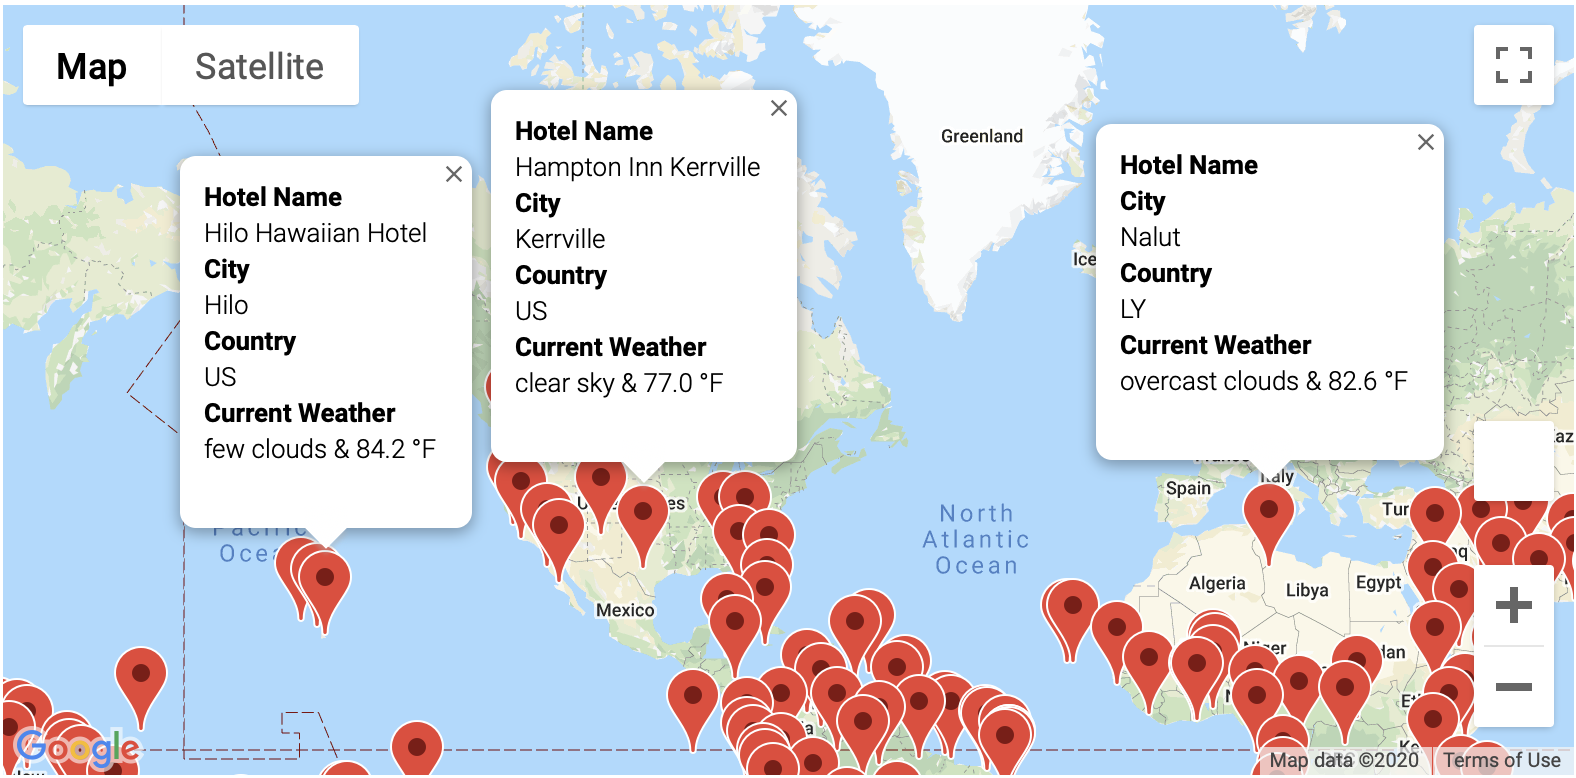 Map
Satellite
Hotel Name
Hilo Hawaiian Hotel
City
Hilo
Country
US
Current Weather
few clouds & 84.2 °F
Hotel Name
Hampton Inn Kerrville
City
Kerrville
Country
US
Current Weather
clear sky & 77.0 °F
Greenland
Hotel Name
City
Nalut
Country
LY
Current Weather
overcast clouds & 82.6 °F
Ice
Spain
Italy
Tur
North
Atlantic
Ocean
Pacific
Ocea
Mexico
Algeria
Libya
Egypt
Google
Map data ©2020
Terms of Use